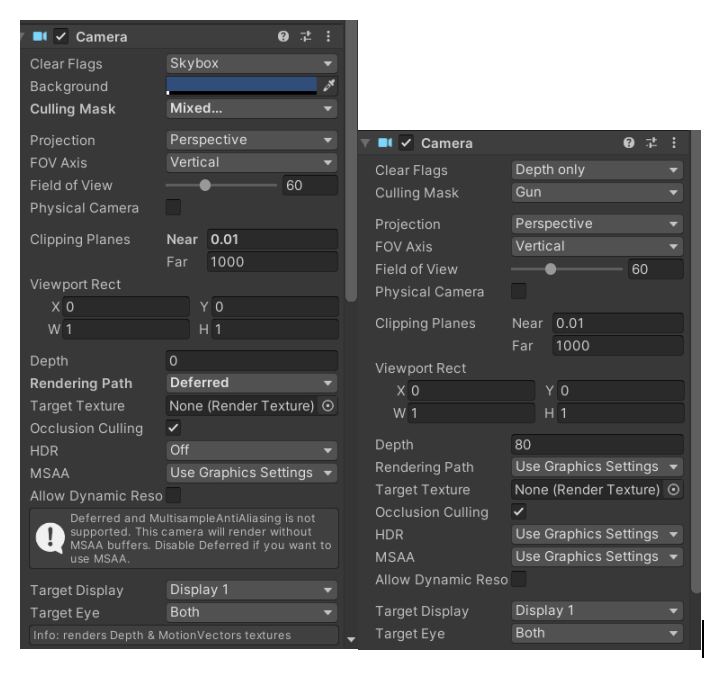 Camera
Clear Flags Skybox
Background
Culling Mask Mixed...
Projection Perspective
FOV Axis Vertical
Field of View 60
Physical Camera
Clipping Planes Near 0.01
Far 1000
Viewport Rect
X 0 Y 0
W 1 H 1
Depth 0
Rendering Path Deferred
Target Texture None (Render Texture)
Occlusion Culling
HDR Off
MSAA Use Graphics Settings
Allow Dynamic Reso
Deferred and MultisampleAntiAliasing is not
supported. This camera will render without
MSAA buffers. Disable Deferred if you want to
use MSAA.
Target Display Display 1
Target Eye Both
Info: renders Depth & MotionVectors textures
Camera
Clear Flags Depth only
Culling Mask Gun
Projection Perspective
FOV Axis Vertical
Field of View 60
Physical Camera
Clipping Planes Near 0.01
Far 1000
Viewport Rect
X 0 Y 0
W 1 H 1
Depth 80
Rendering Path Use Graphics Settings
Target Texture None (Render Texture)
Occlusion Culling
HDR Use Graphics Settings
MSAA Use Graphics Settings
Allow Dynamic Reso
Target Display Display 1
Target Eye Both